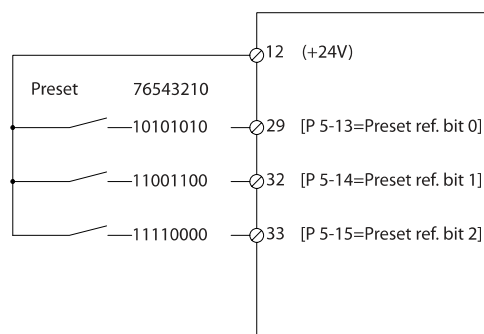 12 (+24V)
Preset 76543210
10101010 29 [P 5-13=Preset ref. bit 0]
11001100 32 [P 5-14=Preset ref. bit 1]
11110000 33 [P 5-15=Preset ref. bit 2]